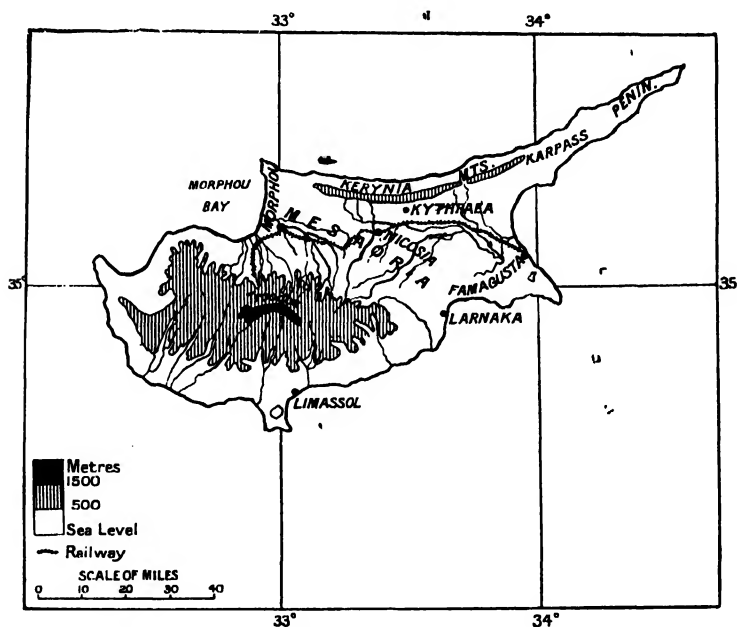 33°
34°
PENIN.
KARPASS
MTS.
KERYNIA
MORPHOU
BAY
MORPHOU
KYTHRAEA
MESAORIA
NICOSIA
35°
35
FAMAGUSTA
LARNAKA
LIMASSOL
Metres
1500
500
Sea Level
Railway
SCALE OF MILES
0 10 20 30 40
33°
34°